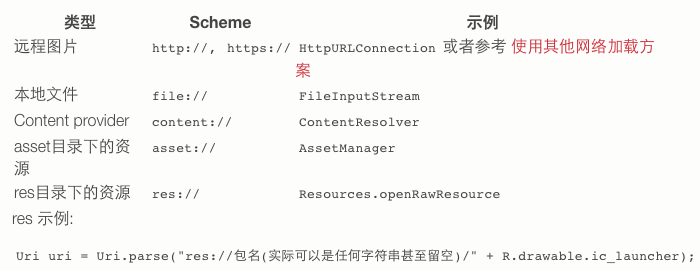 类型 Scheme 示例
远程图片 http://, https:// HttpURLConnection 或者参考 使用其他网络加载方
案
本地文件 file:// FileInputStream
Content provider content:// ContentResolver
asset目录下的资 asset:// AssetManager
源
res目录下的资源 res:// Resources.openRawResource
res 示例:
Uri uri = Uri.parse("res://包名(实际可以是任何字符串甚至留空)/" + R.drawable.ic_launcher);